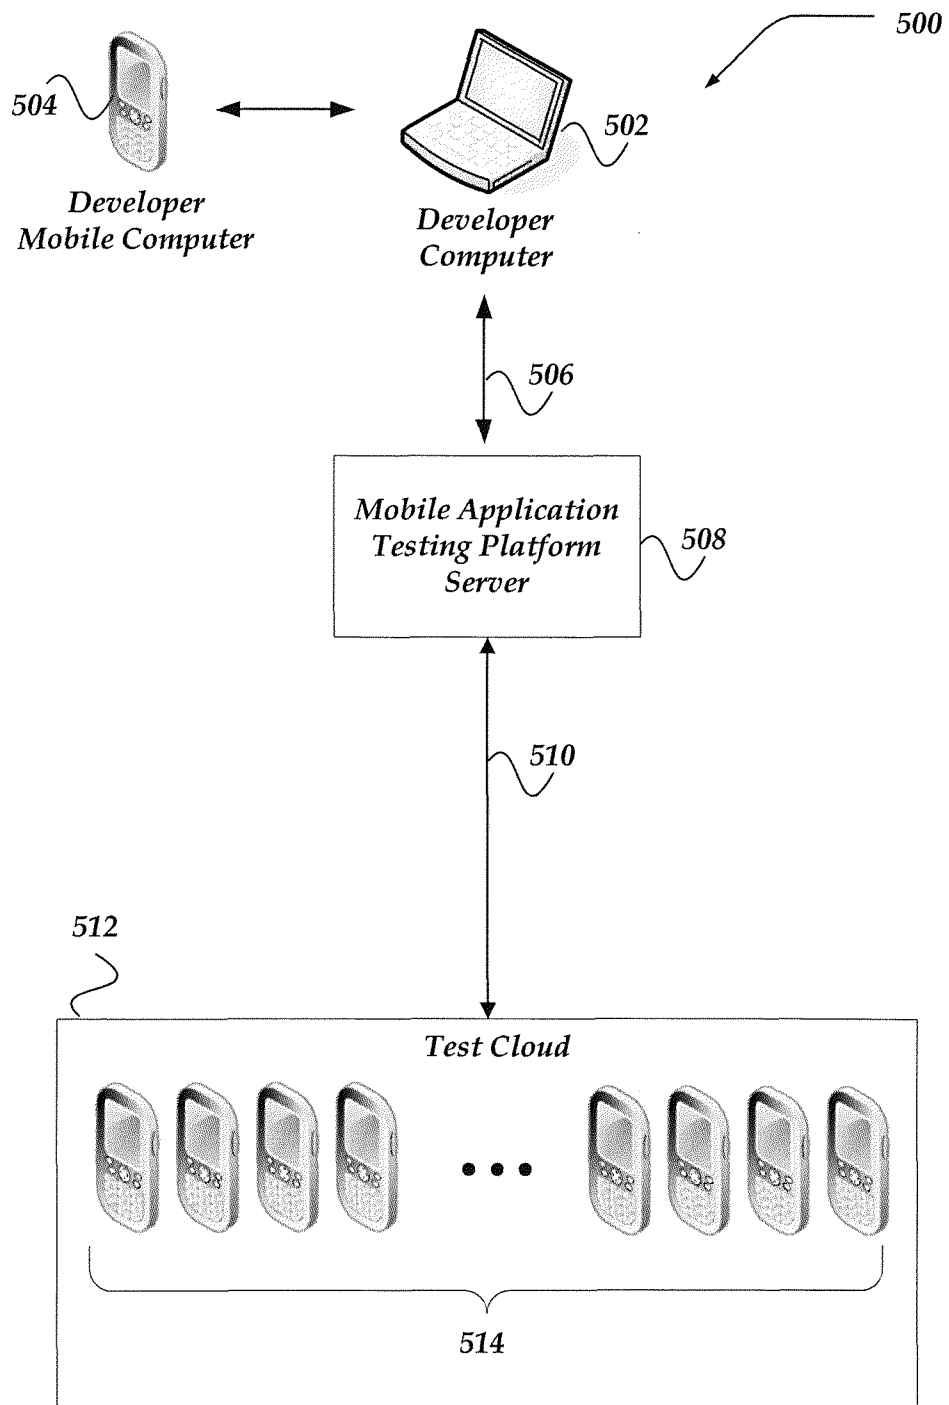 500
504
502
Developer
Mobile Computer
Developer
Computer
506
Mobile Application
Testing Platform
Server
508
510
512
Test Cloud
514